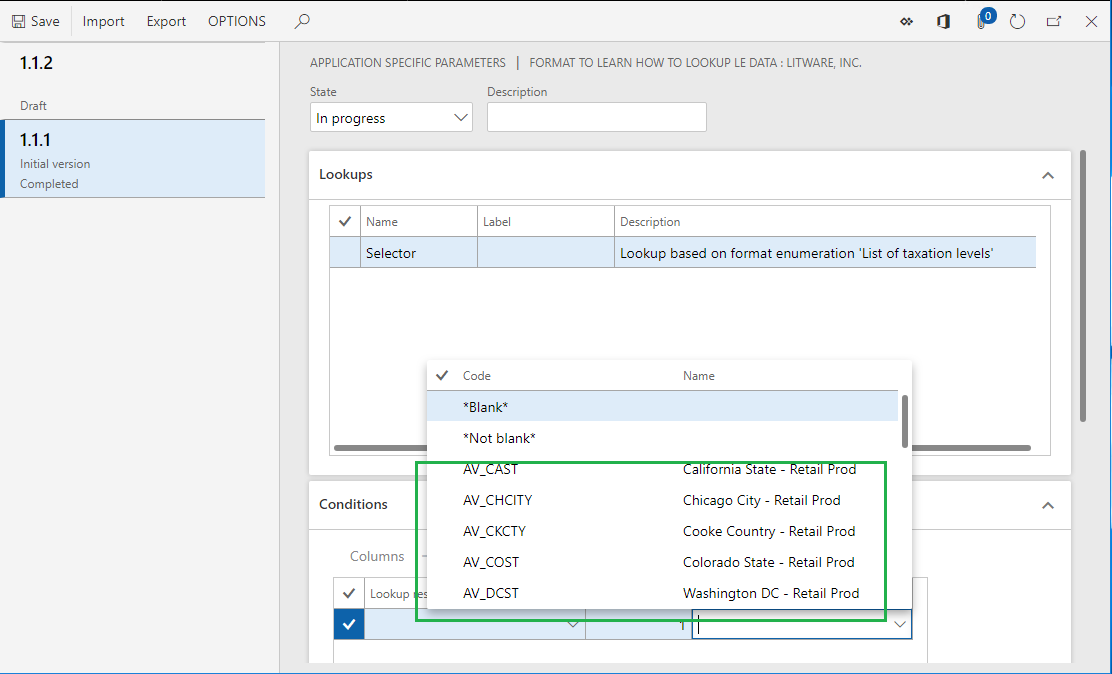 Save Import Export OPTIONS 0
1.1.2
Draft
1.1.1
Initial version
Completed
APPLICATION SPECIFIC PARAMETERS | FORMAT TO LEARN HOW TO LOOKUP LE DATA : LITWARE, INC.
State Description
In progress
Lookups
Name Label Description
Selector Lookup based on format enumeration 'List of taxation levels'
Code Name
*Blank*
*Not blank*
AV_CAST California State - Retail Prod
AV_CHCITY Chicago City - Retail Prod
AV_CKCTY Cooke Country - Retail Prod
AV_COST Colorado State - Retail Prod
AV_DCST Washington DC - Retail Prod
Conditions
Columns
Lookup
1